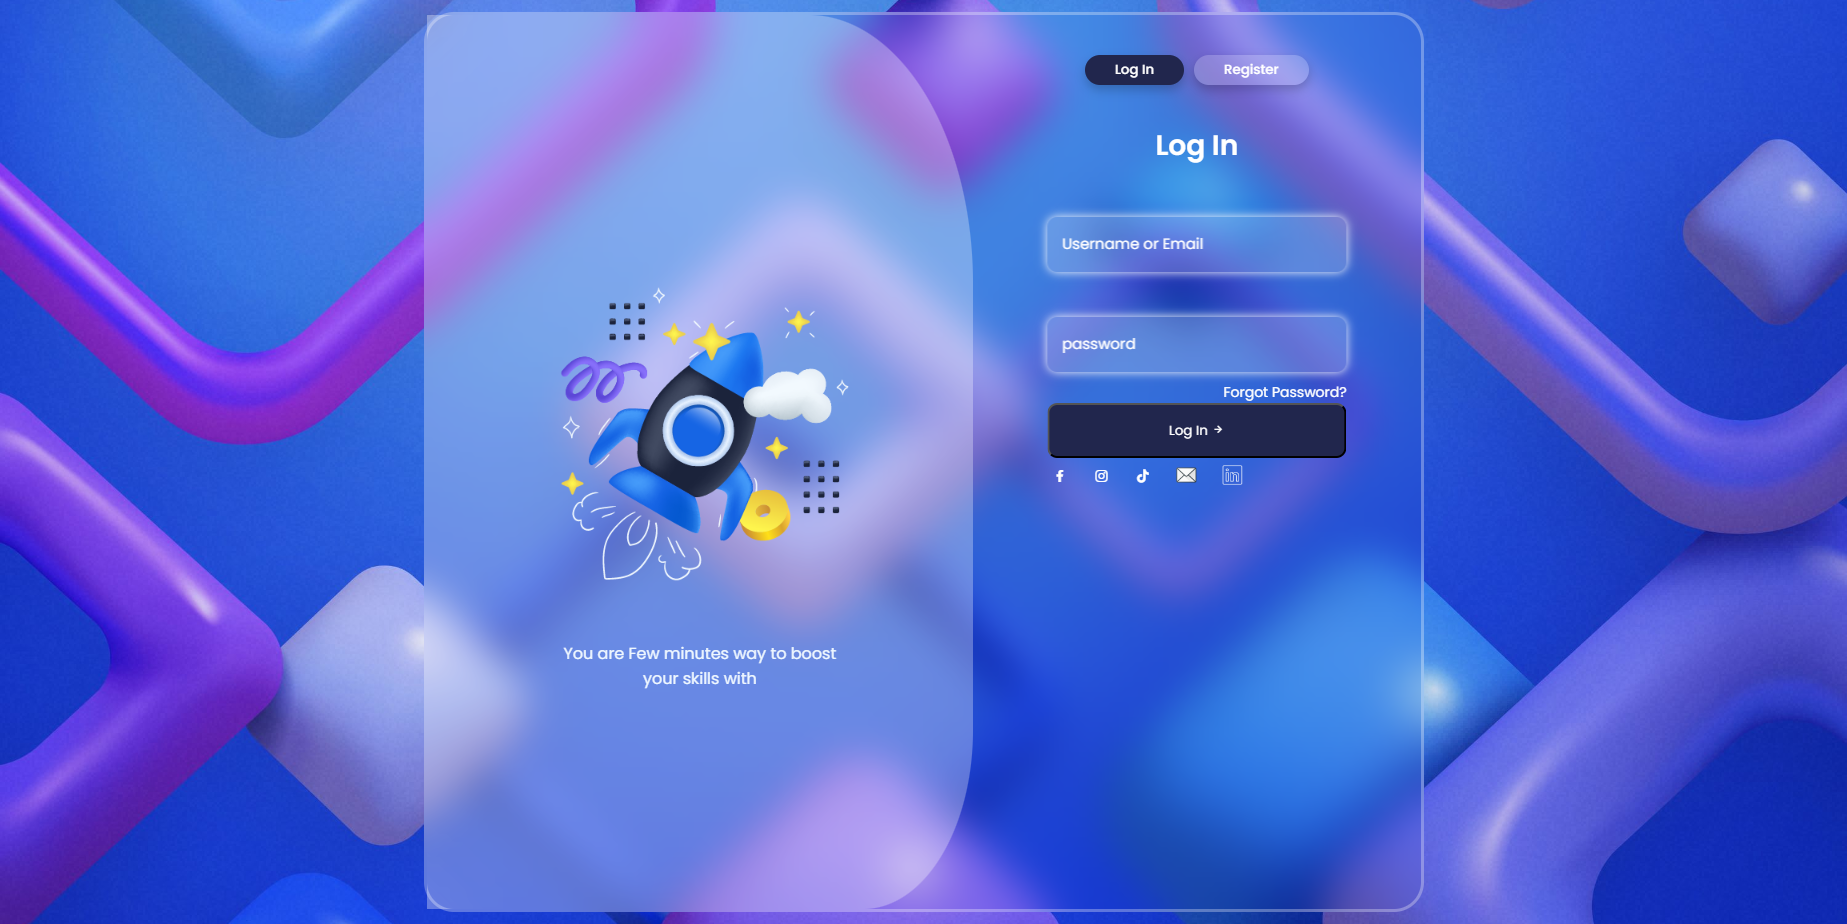 Log In
Register
Log In
Username or Email
password
Forgot Password?
Log In
in
You are Few minutes way to boost
your skills with